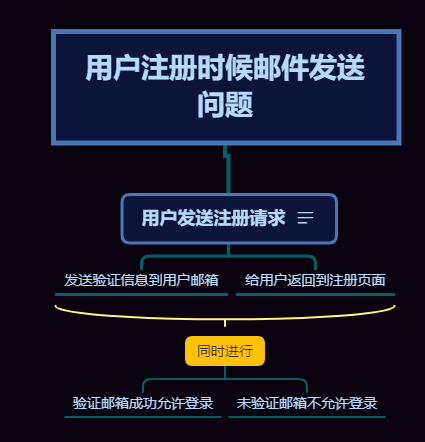 用户注册时候邮件发送
问题
用户发送注册请求
发送验证信息到用户邮箱 给用户返回到注册页面
同时进行
验证邮箱成功允许登录 未验证邮箱不允许登录